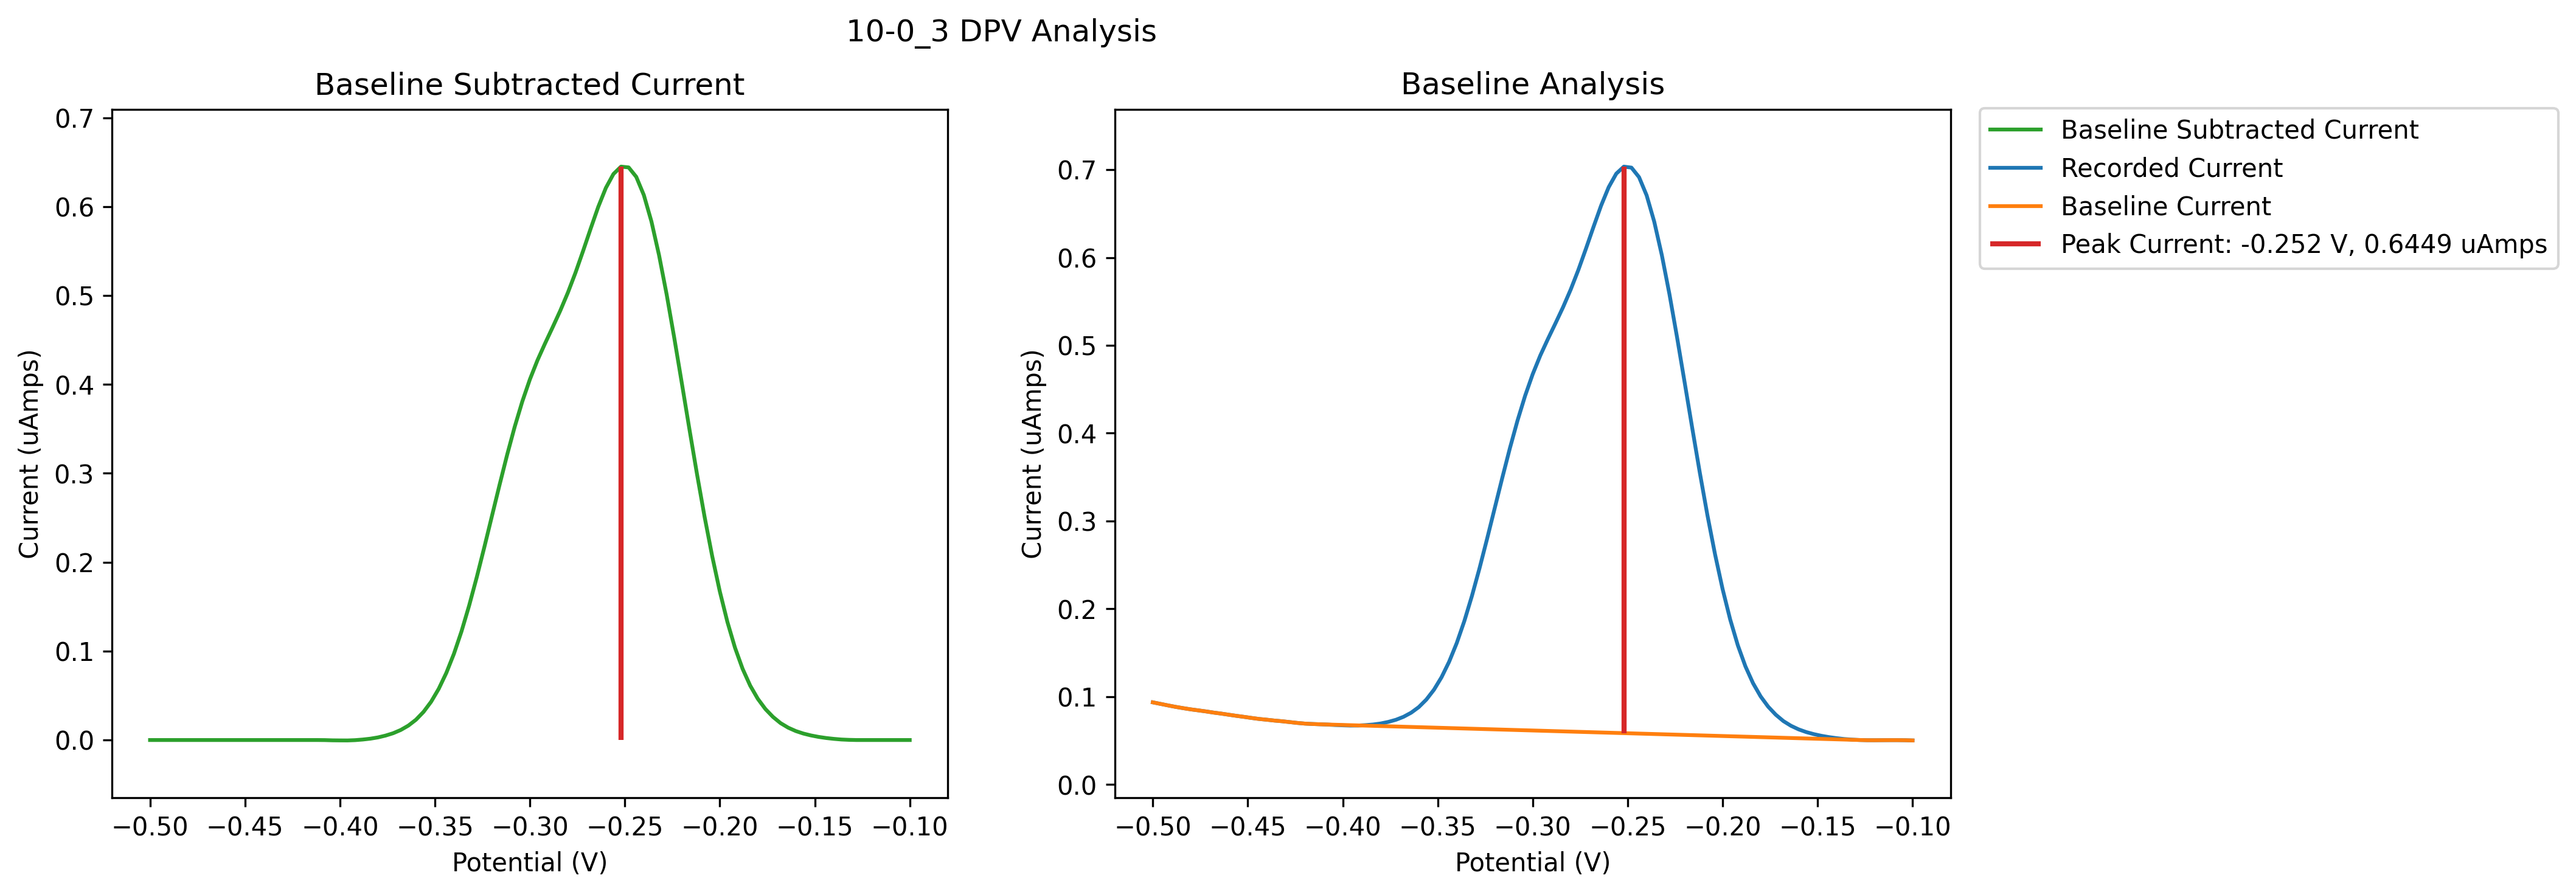 10-0_3 DPV Analysis
Baseline Subtracted Current
0.7
0.6
0.5
0.4
0.3
0.2
0.1
0.0
Current (uAmps)
−0.50 −0.45 −0.40 −0.35 −0.30 −0.25 −0.20 −0.15 −0.10
Potential (V)
Baseline Analysis
0.7
0.6
0.5
0.4
0.3
0.2
0.1
0.0
Current (uAmps)
−0.50 −0.45 −0.40 −0.35 −0.30 −0.25 −0.20 −0.15 −0.10
Potential (V)
Baseline Subtracted Current
Recorded Current
Baseline Current
Peak Current: -0.252 V, 0.6449 uAmps